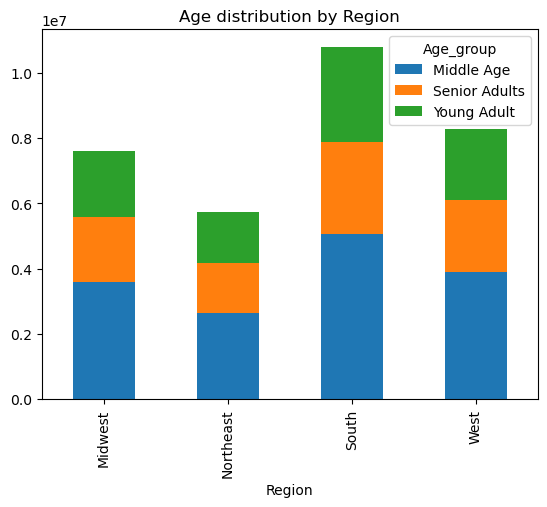 Age distribution by Region
1e7
Age_group
Middle Age
Senior Adults
Young Adult
1.0
0.8
0.6
0.4
0.2
0.0
Midwest
Northeast
South
West
Region